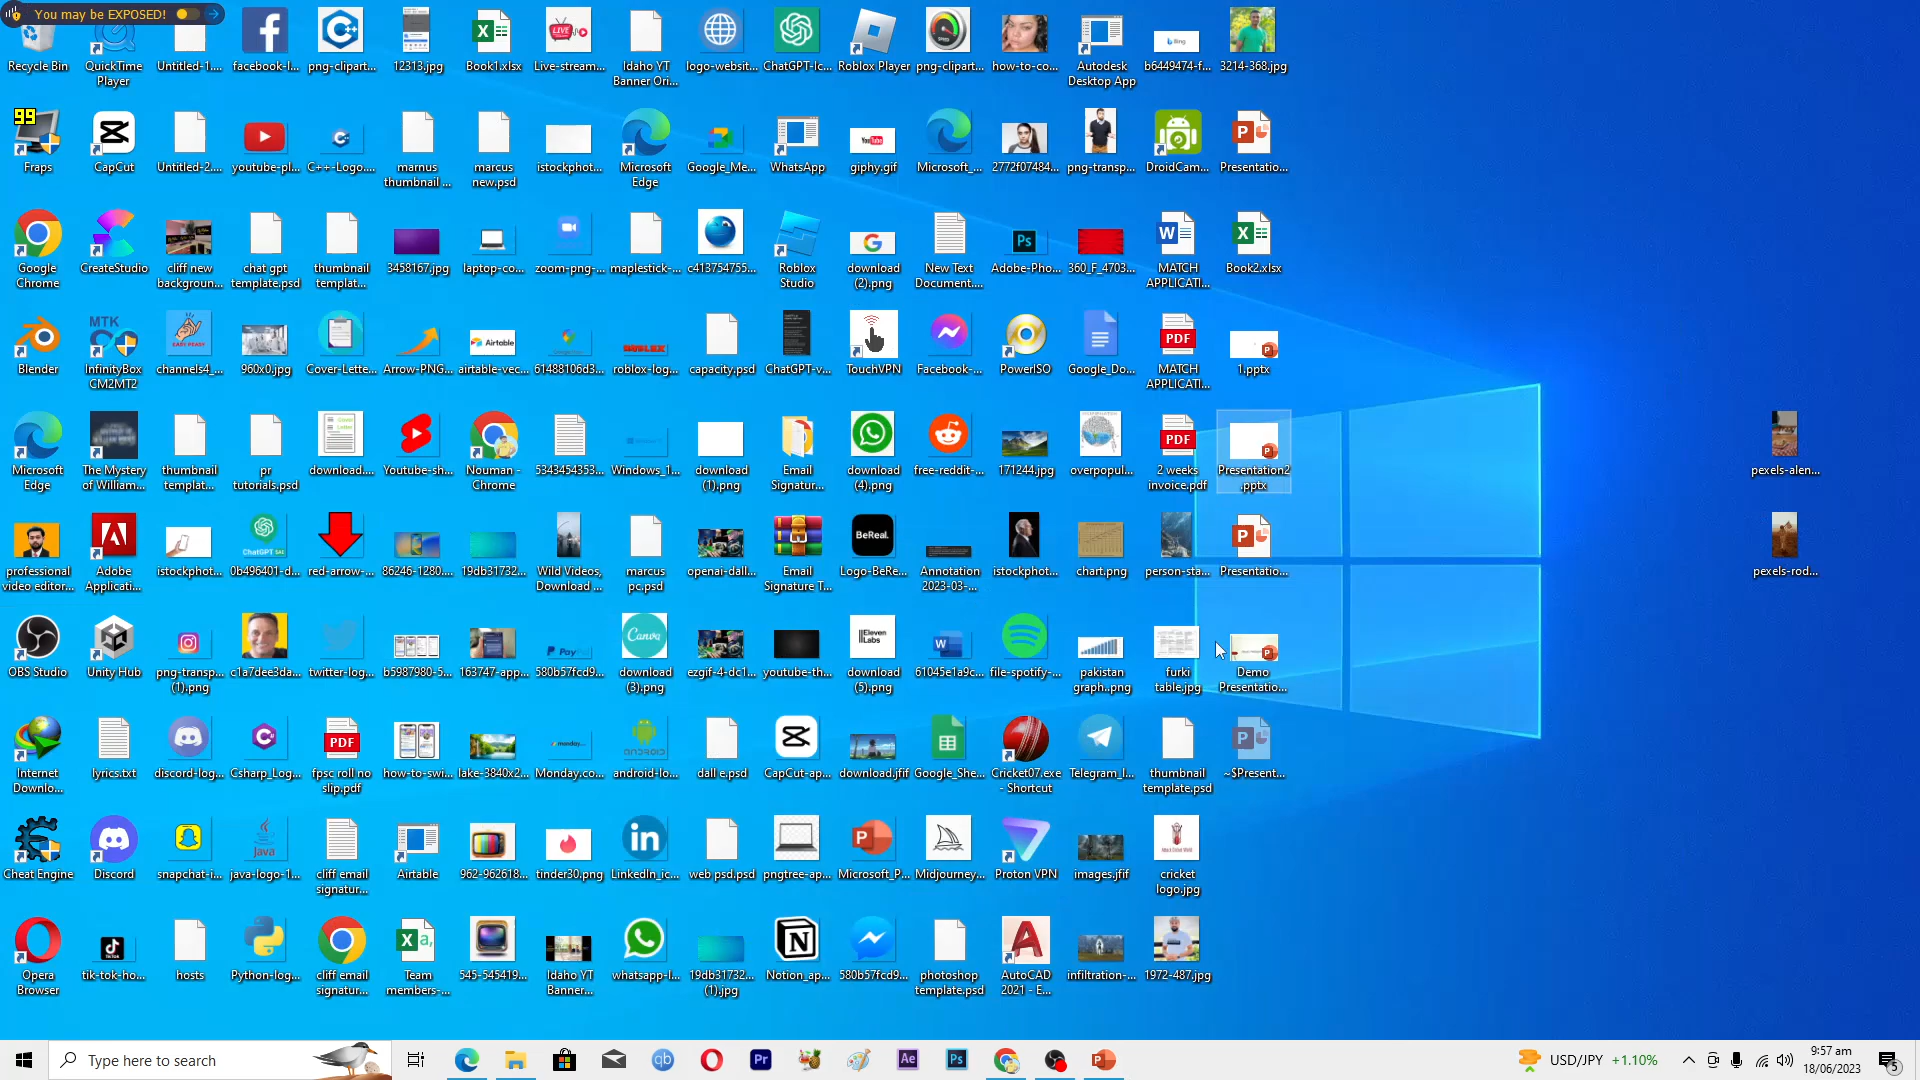 You may be EXPOSED!
Recycle Bin
QuickTime Player
Untitled-1....
facebook-l...
png-clipart...
12313.jpg
Book1.xlsx
Live-stream...
Idaho YT Banner Ori...
logo-websit...
ChatGPT-Ic...
Roblox Player
png-clipart...
how-to-co...
Autodesk Desktop App
b6449474-f...
3214-368.jpg
99
Fraps
CapCut
Untitled-2....
youtube-pl...
C++-Logo....
marnus thumbnail ...
marcus new.psd
istockphot...
Microsoft Edge
Google_Me...
WhatsApp
giphy.gif
Microsoft_...
2772f07484...
png-transp...
DroidCam...
Presentatio...
Google Chrome
CreateStudio
cliff new backgroun...
chat gpt template.psd
thumbnail templat...
3458167.jpg
laptop-co...
zoom-png-...
maplestick-...
c413754755...
Roblox Studio
download (2).png
New Text Document....
Adobe-Pho...
360_F_4703...
MATCH APPLICATI...
Book2.xlsx
Blender
MTK
InfinityBox CM2MT2
channels4_...
960x0.jpg
Cover-Lette...
Arrow-PNG...
Airtable
airtable-vec...
61488106d3...
roblox-log...
capacity.psd
ChatGPT-v...
TouchVPN
Facebook-...
PowerISO
Google_Do...
PDF
MATCH APPLICATI...
1.pptx
Microsoft Edge
The Mystery of William...
thumbnail templat...
pr tutorials.psd
download....
Youtube-sh...
Nouman - Chrome
5343454353...
Windows_1...
download (1).png
Email Signatur...
download (4).png
free-reddit-...
171244.jpg
overpopul...
PDF
2 weeks invoice.pdf
Presentation2.pptx
pexels-alen...
professional video editor...
Adobe Applicati...
istockphot...
ChatGPT
0b496401-d...
red-arrow-...
86246-1280....
19db31732...
Wild Videos, Download ...
marcus pc.psd
openai-dall...
Email Signature T...
BeReal.
Logo-BeRe...
Annotation 2023-03-...
istockphot...
chart.png
person-sta...
Presentatio...
pexels-rod...
OBS Studio
Unity Hub
png-transp... (1).png
c1a7dee3da...
twitter-log...
b5987980-5...
163747-app...
580b57fcd9...
Canva
download (3).png
ezgif-4-dc1...
youtube-th...
IIElevenLabs
download (5).png
61045e1a9c...
file-spotify-...
pakistan graph..png
furki table.jpg
Demo Presentatio...
Internet Downlo...
lyrics.txt
discord-log...
Csharp_Log...
PDF
fpsc roll no slip.pdf
how-to-swi...
lake-3840x2...
Monday.co...
android-lo...
dall e.psd
CapCut-ap...
download.jfif
Google_She...
Cricket07.exe - Shortcut
Telegram_l...
thumbnail template.psd
~$Present...
Cheat Engine
Discord
snapchat-i...
Java
java-logo-1...
cliff email signatur...
Airtable
962-962618...
tinder30.png
LinkedIn_ic...
web psd.psd
pngtree-ap...
Microsoft_P...
Midjourney...
Proton VPN
images.jfif
cricket logo.jpg
Opera Browser
tik-tok-ho...
hosts
Python-log...
cliff email signatur...
Team members-...
545-545419...
Idaho YT Banner...
whatsapp-l...
19db31732... (1).jpg
Notion_ap...
580b57fcd9...
photoshop template.psd
AutoCAD 2021 - E...
infiltration-...
1972-487.jpg
Type here to search
USD/JPY +1.10%
9:57 am
18/06/2023
5